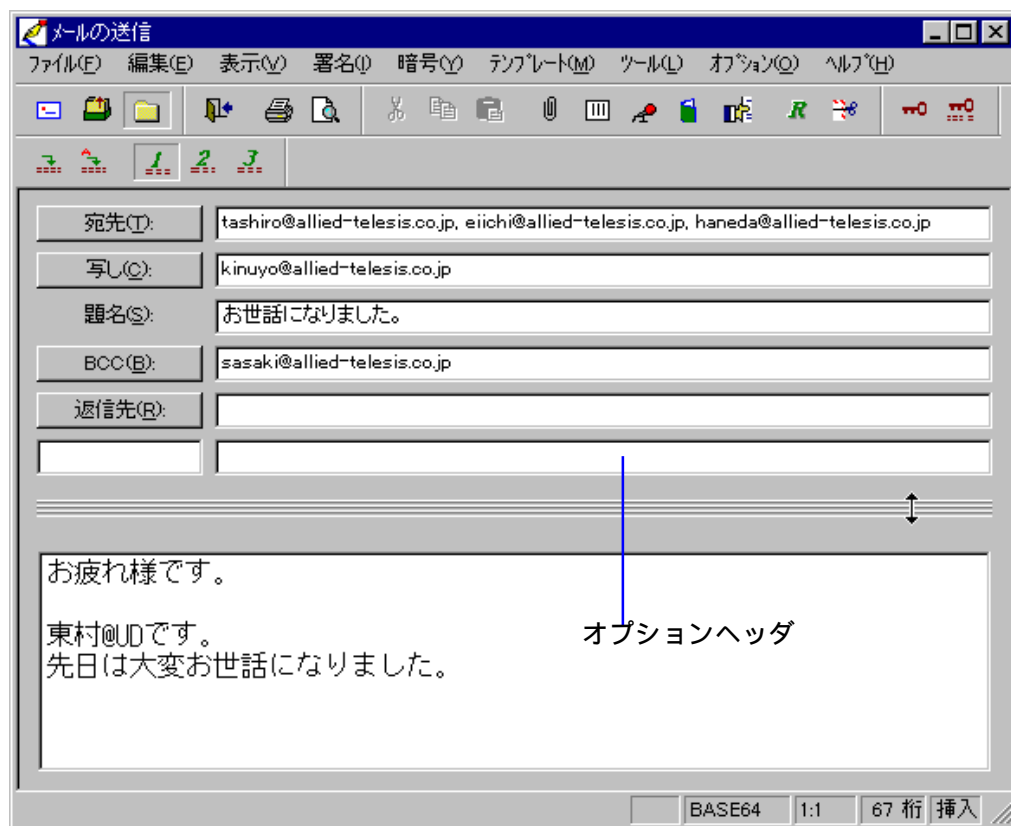 メールの送信
ファイル(F) 編集(E) 表示(V) 署名(I) 暗号(Y) テンプレート(M) ツール(L) オプション(O) ヘルプ(H)
R
1 2 3
宛先(T): tashiro@allied-telesis.co.jp, eiichi@allied-telesis.co.jp, haneda@allied-telesis.co.jp
写し(C): kinuyo@allied-telesis.co.jp
題名(S): お世話になりました。
BCC(B): sasaki@allied-telesis.co.jp
返信先(R):
お疲れ様です。
東村@UDです。
オプションヘッダ
先日は大変お世話になりました。
BASE64 1:1 67 桁 挿入